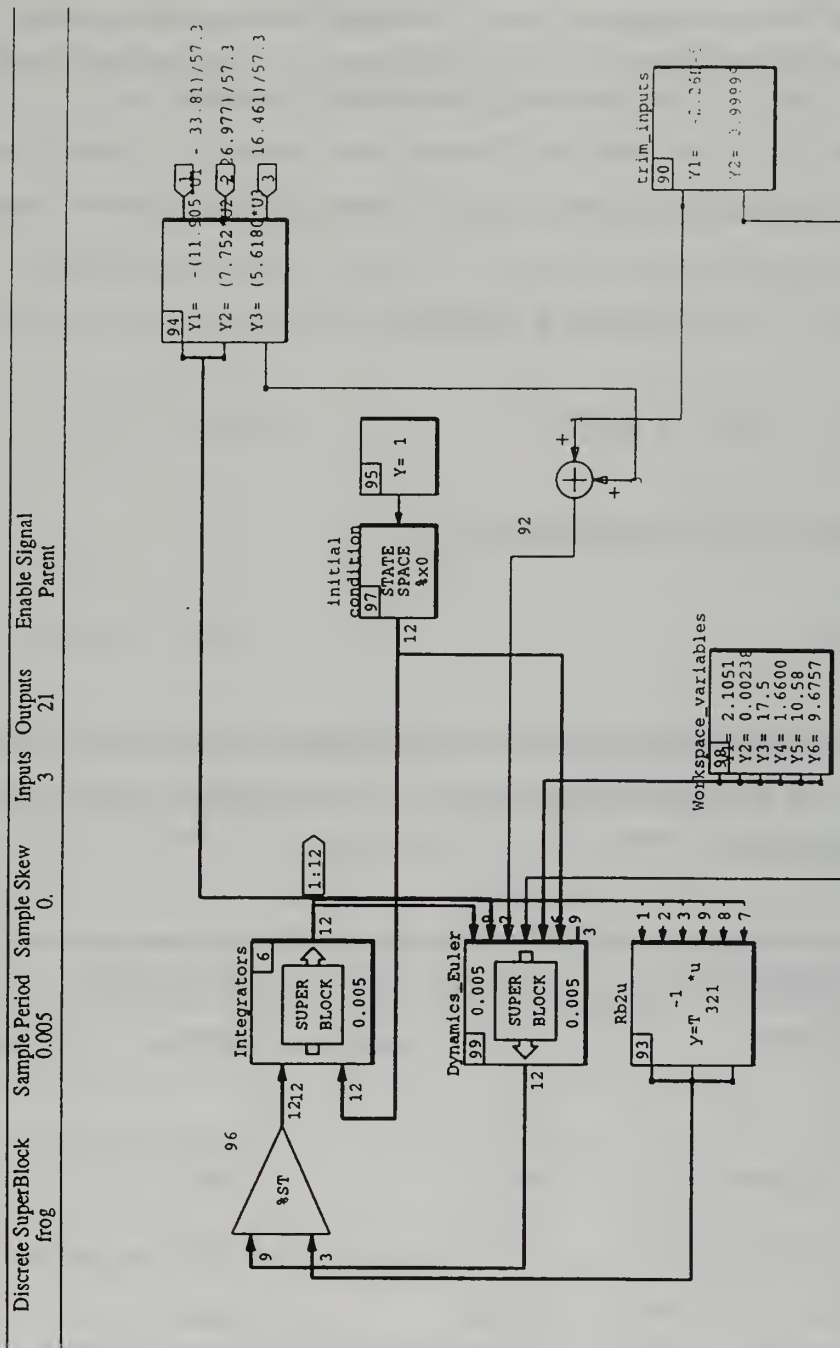 Discrete SuperBlock Sample Period Sample Skew Inputs Outputs Enable Signal
frog 0.005 0. 3 21 Parent
96
%ST
9
3
1212
12
Integrators
6
SUPER
BLOCK
0.005
12
1:12
Dynamics_Euler
99
0.005
SUPER
BLOCK
0.005
12
9
3
Rb2u
93
y=T -1 *u
321
1
2
3
9
8
7
initial
condition
97
STATE
SPACE
%x0
12
95
Y= 1
94
Y1= -(11.905*U1 - 33.81)/57.3
Y2= (7.752*U2 26.977)/57.3
Y3= (5.6180*U3 16.461)/57.3
1
2
3
92
+
+
Workspace_variables
98
Y1= 2.1051
Y2= 0.00238
Y3= 17.5
Y4= 1.6600
Y5= 10.58
Y6= 9.6757
trim_inputs
90
Y1=
Y2=